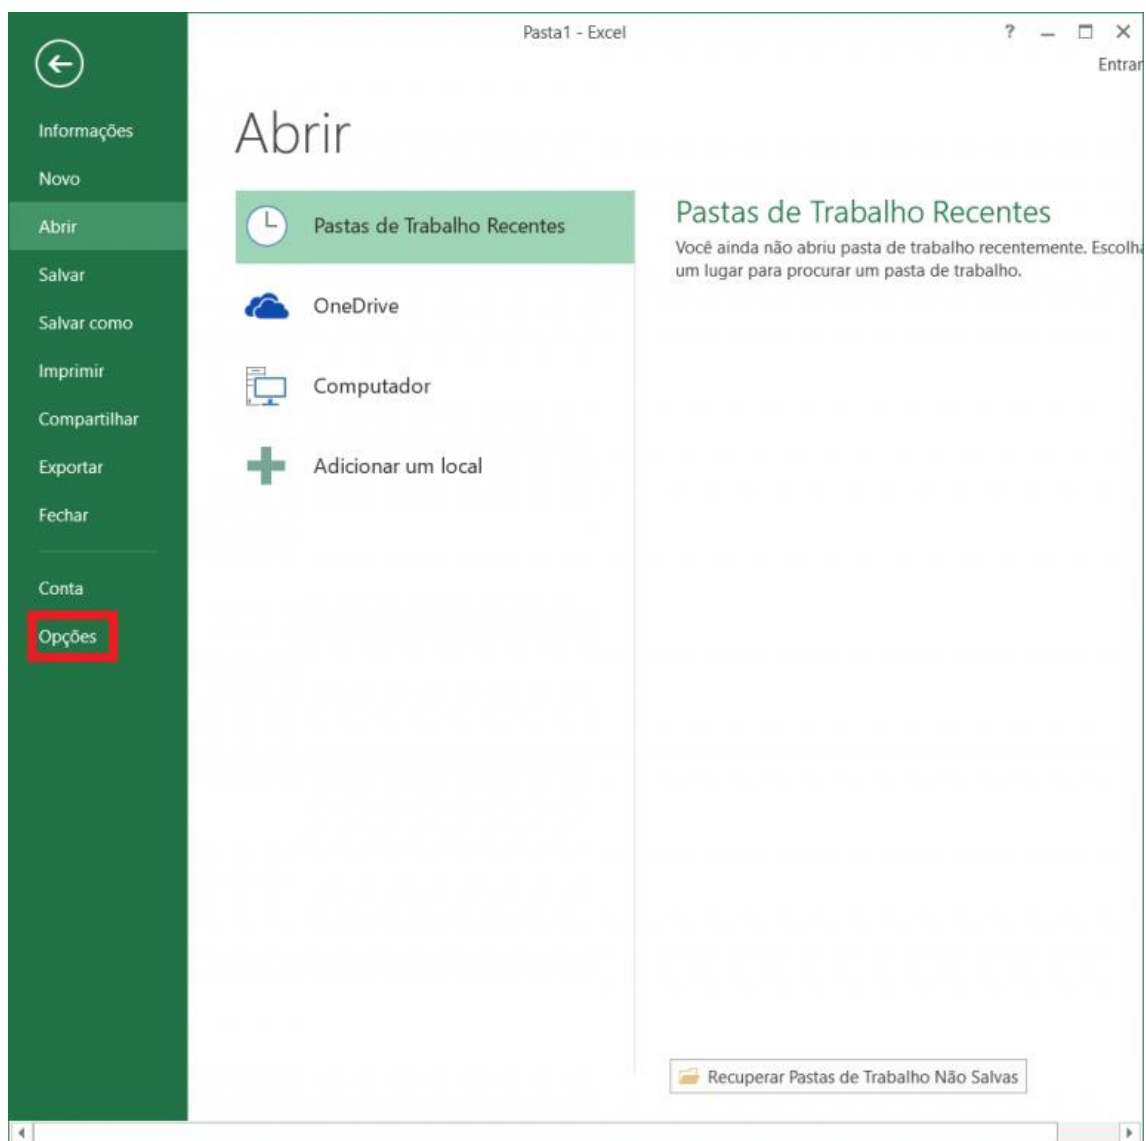 Pasta1 - Excel
?
Entrar
Informações
Novo
Abrir
Salvar
Salvar como
Imprimir
Compartilhar
Exportar
Fechar
Conta
Opções
Abrir
Pastas de Trabalho Recentes
OneDrive
Computador
Adicionar um local
Pastas de Trabalho Recentes
Você ainda não abriu pasta de trabalho recentemente. Escolha
um lugar para procurar um pasta de trabalho.
Recuperar Pastas de Trabalho Não Salvas